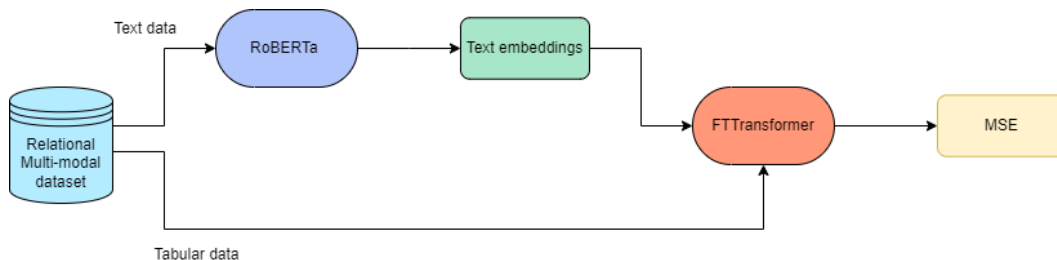 Text data
RoBERTa
Text embeddings
Relational
Multi-modal
dataset
FTTransformer
MSE
Tabular data